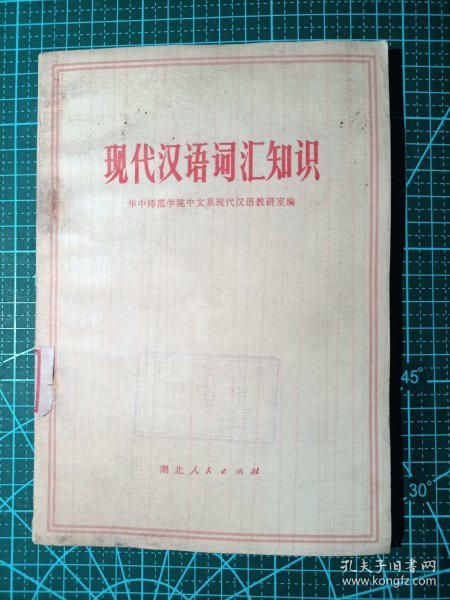 现代汉语词汇知识
华中师范学院中文系现代汉语教研室编
湖北人民出版社
45°
30°
孔夫子旧书网
www.kongfz.com